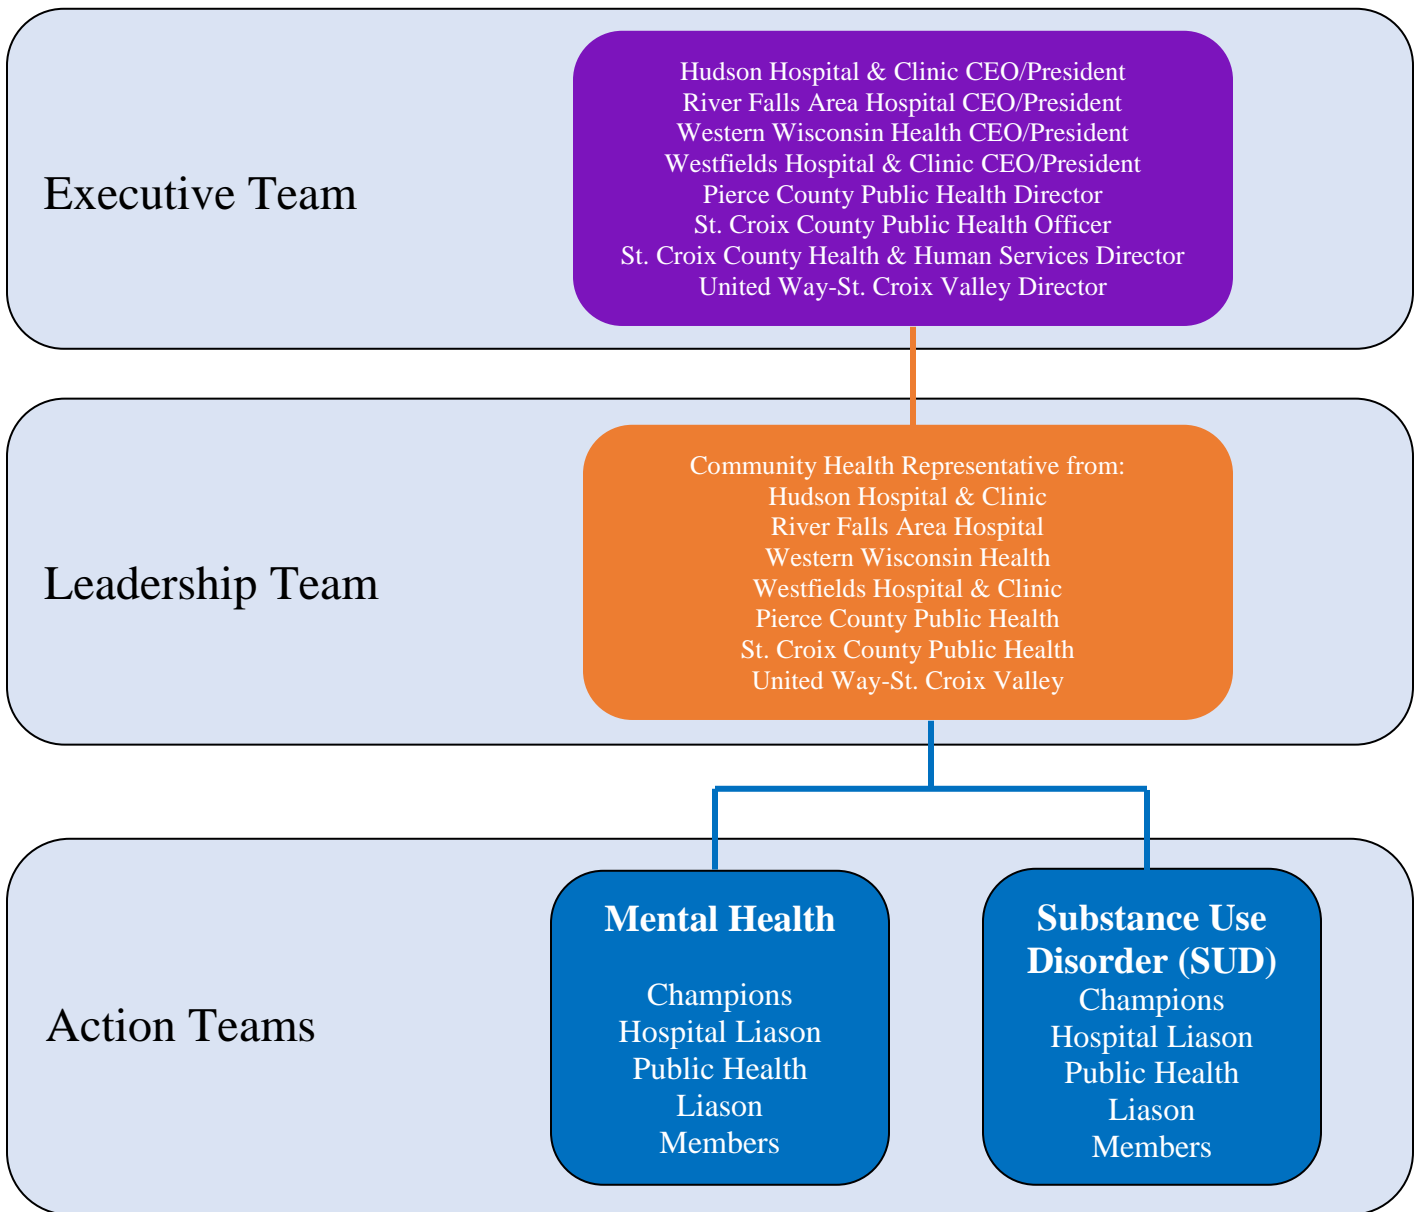 Executive Team
Hudson Hospital & Clinic CEO/President
River Falls Area Hospital CEO/President
Western Wisconsin Health CEO/President
Westfields Hospital & Clinic CEO/President
Pierce County Public Health Director
St. Croix County Public Health Officer
St. Croix County Health & Human Services Director
United Way-St. Croix Valley Director
Leadership Team
Community Health Representative from:
Hudson Hospital & Clinic
River Falls Area Hospital
Western Wisconsin Health
Westfields Hospital & Clinic
Pierce County Public Health
St. Croix County Public Health
United Way-St. Croix Valley
Action Teams
Mental Health
Champions
Hospital Liason
Public Health
Liason
Members
Substance Use
Disorder (SUD)
Champions
Hospital Liason
Public Health
Liason
Members